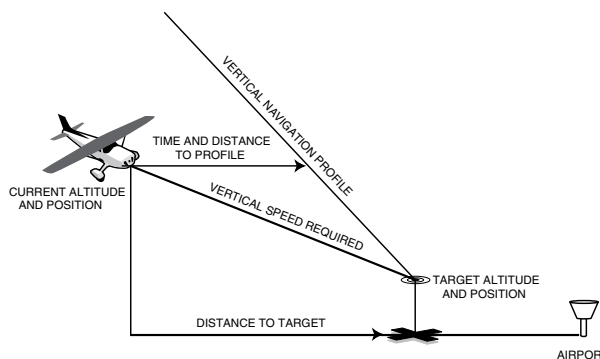 VERTICAL NAVIGATION PROFILE
TIME AND DISTANCE
TO PROFILE
CURRENT ALTITUDE
AND POSITION
VERTICAL SPEED REQUIRED
TARGET ALTITUDE
AND POSITION
DISTANCE TO TARGET
AIRPOR